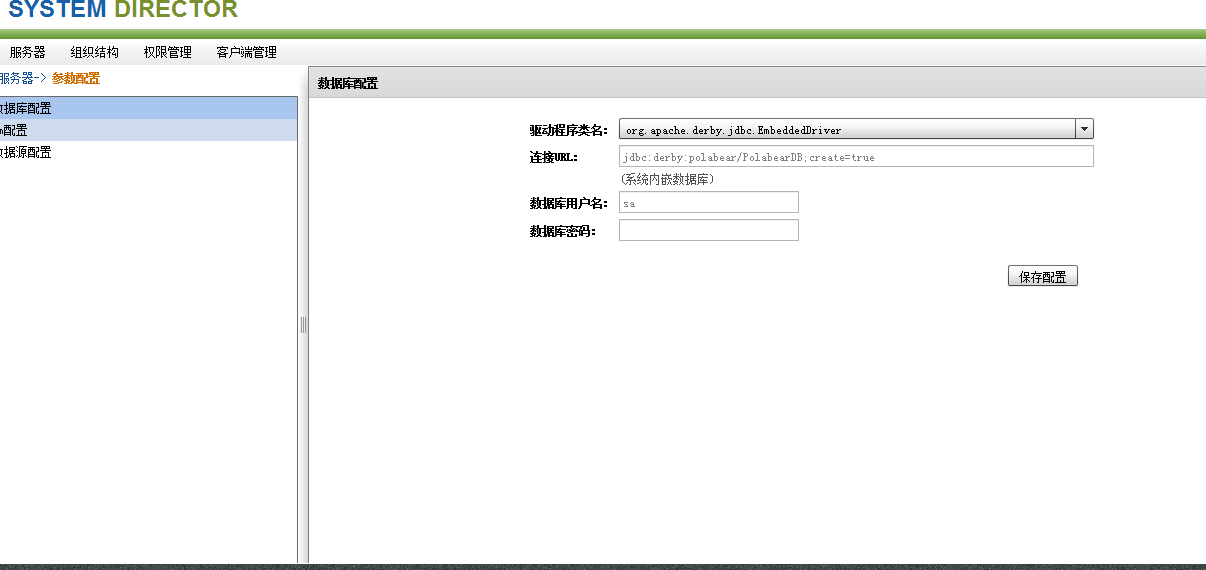 SYSTEM DIRECTOR
服务器 组织结构 权限管理 客户端管理
服务器-> 参数配置
数据库配置
配置
数据源配置
数据库配置
驱动程序类名: org.apache.derby.jdbc.EmbeddedDriver
连接URL: jdbc:derby:polabear/PolabearDB;create=true
(系统内嵌数据库)
数据库用户名: sa
数据库密码:
保存配置